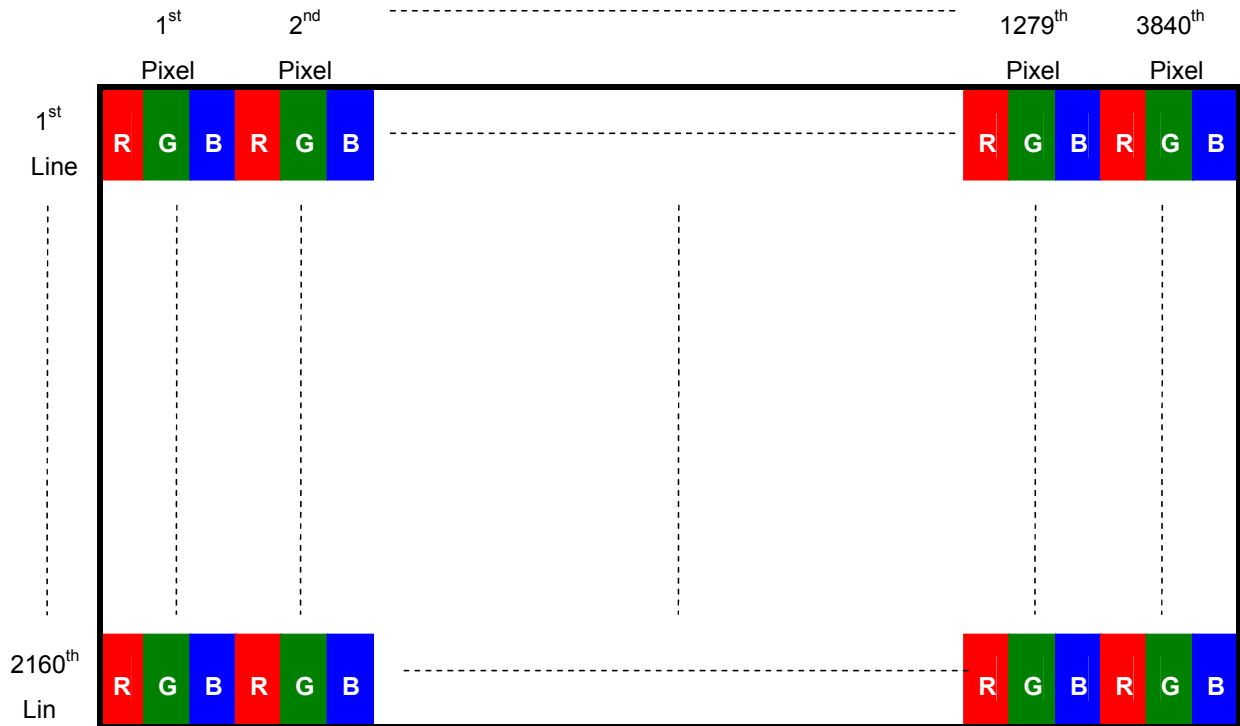 1st 2nd 1279th 3840th
Pixel Pixel Pixel Pixel
1st
Line
R G B R G B R G B R G B
2160th
Lin
R G B R G B R G B R G B